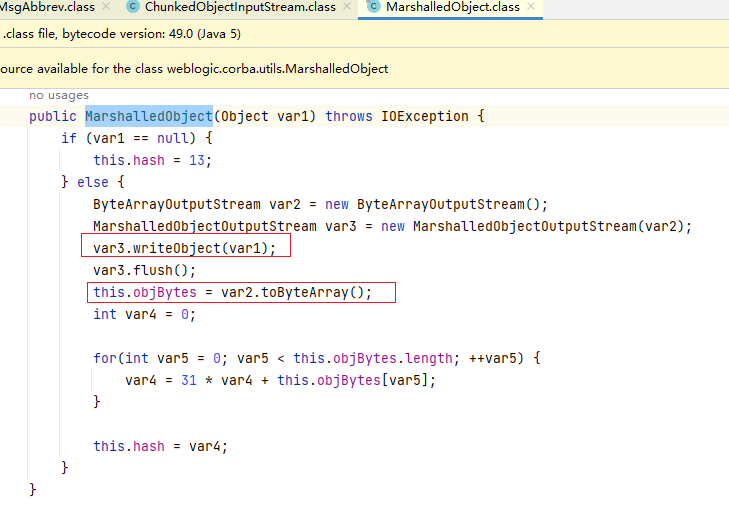 MsgAbbrev.class × ChunkedObjectInputStream.class × MarshalledObject.class ×
.class file, bytecode version: 49.0 (Java 5)
ource available for the class weblogic.corba.utils.MarshalledObject
no usages
public MarshalledObject(Object var1) throws IOException {
if (var1 == null) {
this.hash = 13;
} else {
ByteArrayOutputStream var2 = new ByteArrayOutputStream();
MarshalledObjectOutputStream var3 = new MarshalledObjectOutputStream(var2);
var3.writeObject(var1);
var3.flush();
this.objBytes = var2.toByteArray();
int var4 = 0;
for(int var5 = 0; var5 < this.objBytes.length; ++var5) {
var4 = 31 * var4 + this.objBytes[var5];
}
this.hash = var4;
}
}